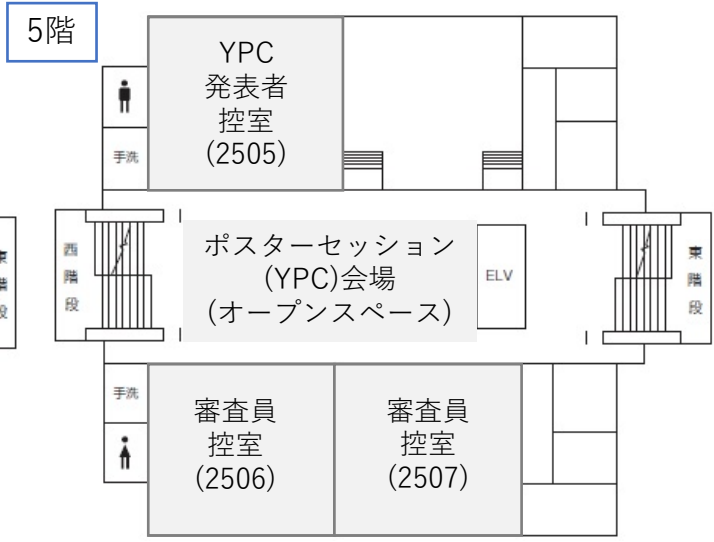 5階
YPC
発表者
控室
(2505)
手洗
西
階
段
ポスターセッション
(YPC)会場
(オープンスペース)
ELV
東
階
段
手洗
審査員
控室
(2506)
審査員
控室
(2507)